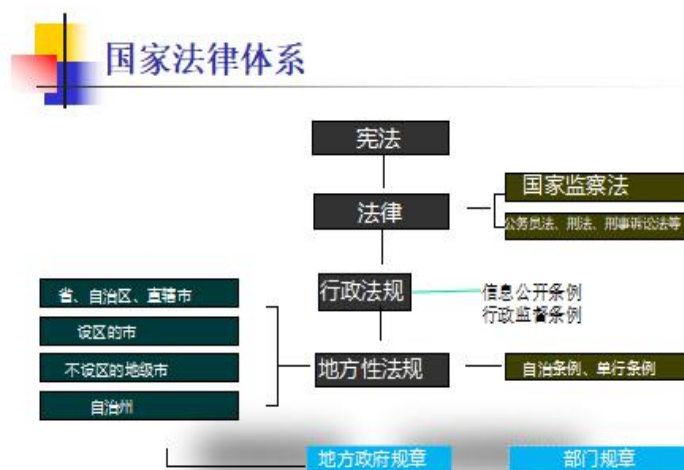 国家法律体系
宪法
法律
国家监察法
公务员法、刑法、刑事诉讼法等
行政法规
信息公开条例
行政监督条例
省、自治区、直辖市
设区的市
不设区的地级市
自治州
地方性法规
自治条例、单行条例
地方政府规章
部门规章